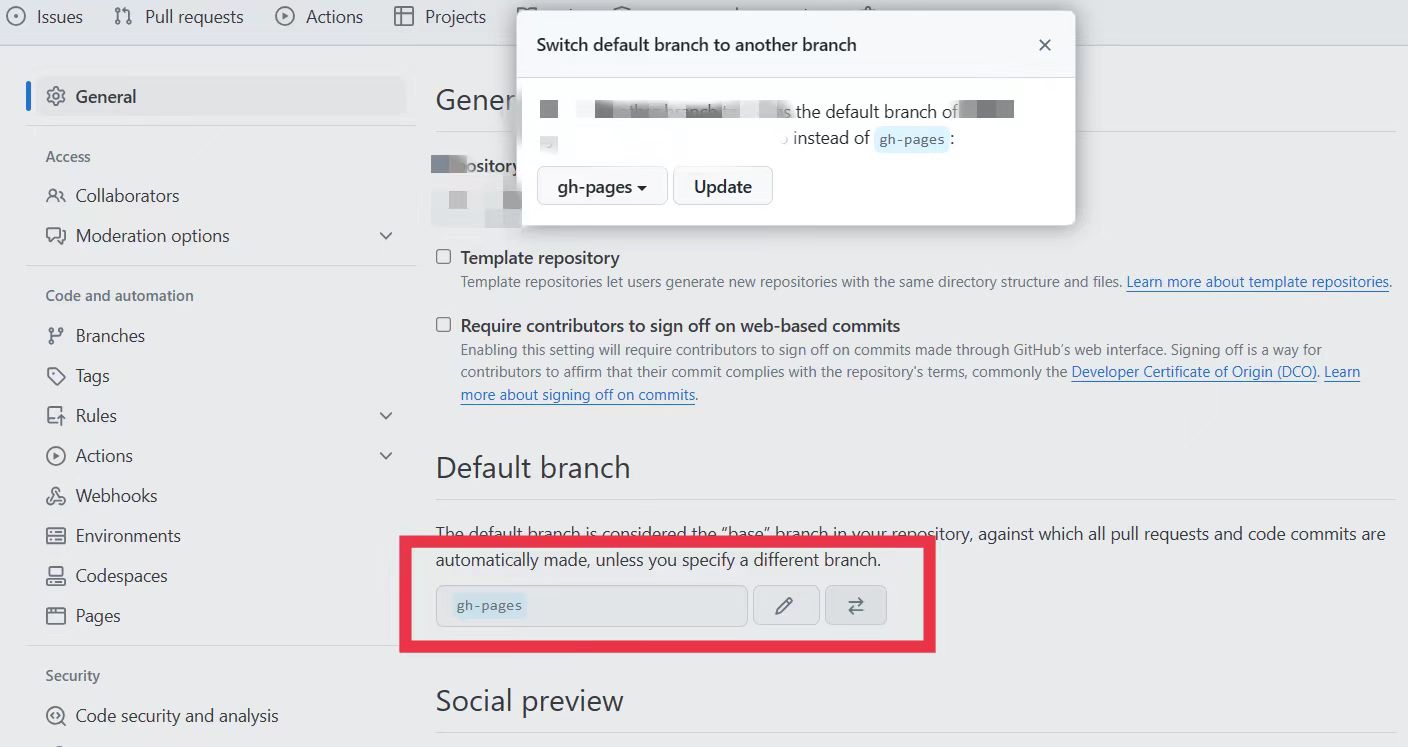 Issues
Pull requests
Actions
Projects
Switch default branch to another branch
the default branch of
instead of gh-pages:
gh-pages
Update
General
Access
Collaborators
Moderation options
Code and automation
Branches
Tags
Rules
Actions
Webhooks
Environments
Codespaces
Pages
Security
Code security and analysis
Gener
pository
Template repository
Template repositories let users generate new repositories with the same directory structure and files. Learn more about template repositories.
Require contributors to sign off on web-based commits
Enabling this setting will require contributors to sign off on commits made through GitHub's web interface. Signing off is a way for
contributors to affirm that their commit complies with the repository's terms, commonly the Developer Certificate of Origin (DCO). Learn
more about signing off on commits.
Default branch
The default branch is considered the “base” branch in your repository, against which all pull requests and code commits are
automatically made, unless you specify a different branch.
gh-pages
Social preview